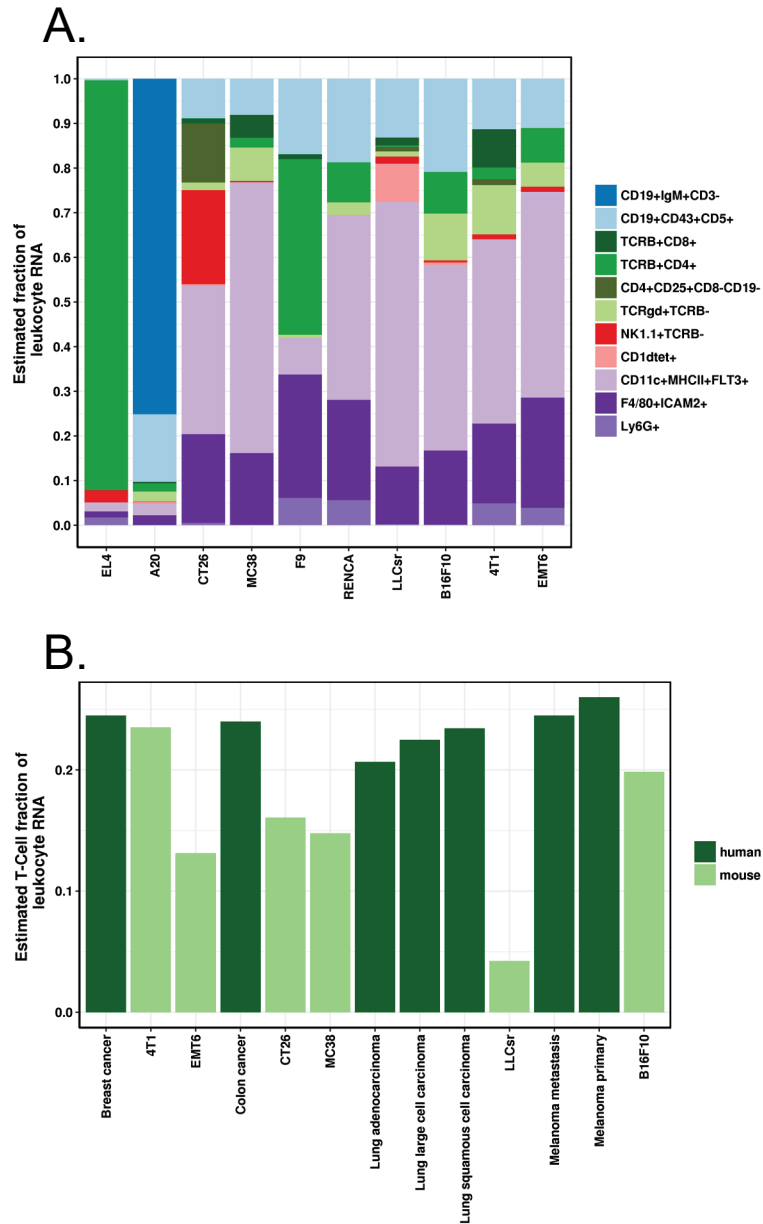 A.
Estimated fraction of
leukocyte RNA
1.0
0.9
0.8
0.7
0.6
0.5
0.4
0.3
0.2
0.1
0.0
EL4
A20
CT26
MC38
F9
RENCA
LLCsr
B16F10
4T1
EMT6
CD19+IgM+CD3-
CD19+CD43+CD5+
TCRB+CD8+
TCRB+CD4+
CD4+CD25+CD8-CD19-
TCRgd+TCRB-
NK1.1+TCRB-
CD1dtet+
CD11c+MHCII+FLT3+
F4/80+ICAM2+
Ly6G+
B.
Estimated T-Cell fraction of
leukocyte RNA
0.2
0.1
0.0
Breast cancer
4T1
EMT6
Colon cancer
CT26
MC38
Lung adenocarcinoma
Lung large cell carcinoma
Lung squamous cell carcinoma
LLCsr
Melanoma metastasis
Melanoma primary
B16F10
human
mouse